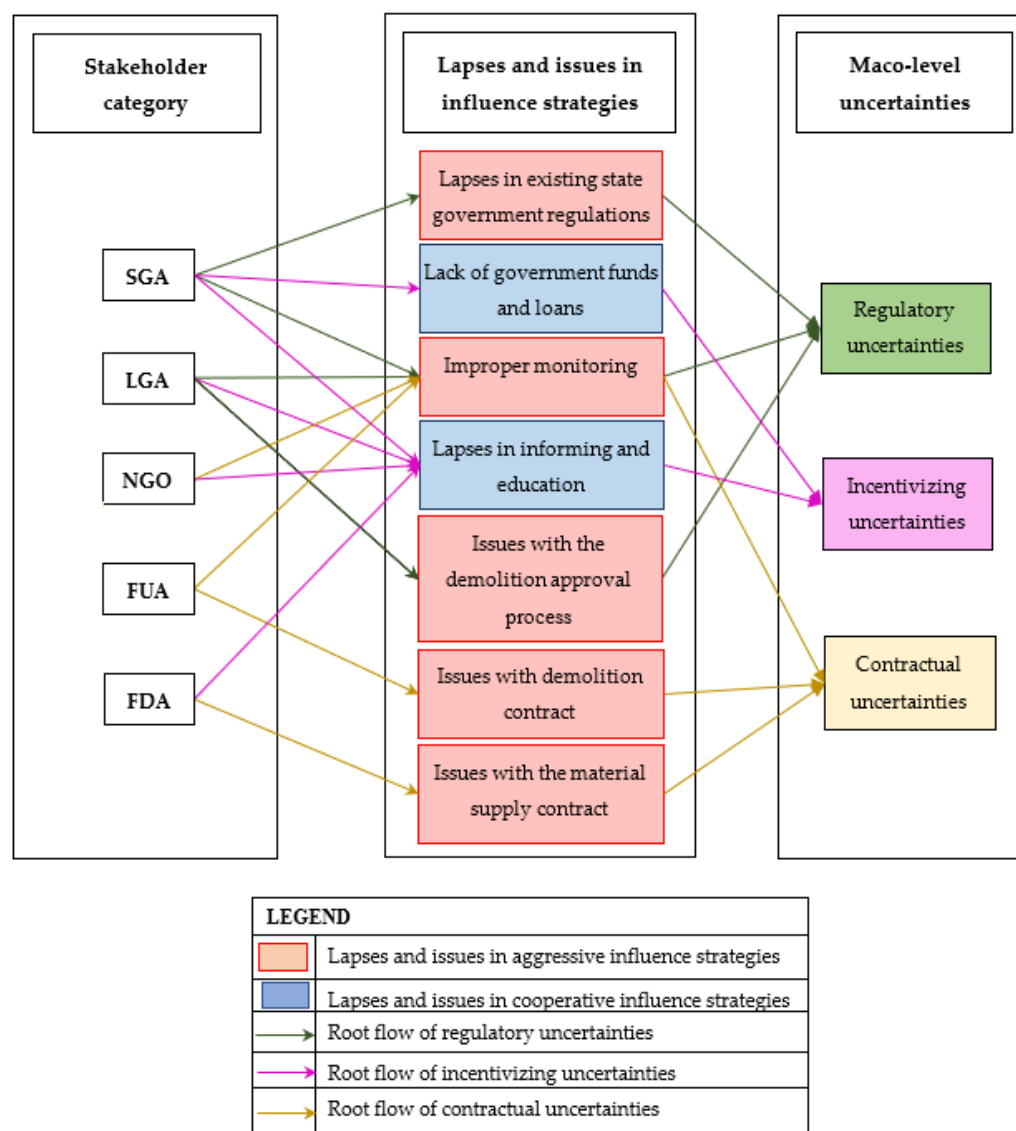 Stakeholder
category
SGA
LGA
NGO
FUA
FDA
Lapses and issues in
influence strategies
Lapses in existing state
government regulations
Lack of government funds
and loans
Improper monitoring
Lapses in informing and
education
Issues with the
demolition approval
process
Issues with demolition
contract
Issues with the material
supply contract
Maco-level
uncertainties
Regulatory
uncertainties
Incentivizing
uncertainties
Contractual
uncertainties
LEGEND
Lapses and issues in aggressive influence strategies
Lapses and issues in cooperative influence strategies
Root flow of regulatory uncertainties
Root flow of incentivizing uncertainties
Root flow of contractual uncertainties